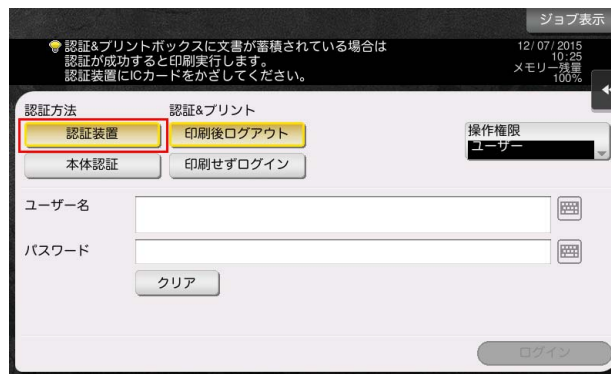 ジョブ表示
認証&プリントボックスに文書が蓄積されている場合は
認証が成功すると印刷実行します。
認証装置にICカードをかざしてください。
12/07/2015
10:25
メモリー残量
100%
認証方法
認証&プリント
認証装置
印刷後ログアウト
操作権限
ユーザー
本体認証
印刷せずログイン
ユーザー名
パスワード
クリア
ログイン